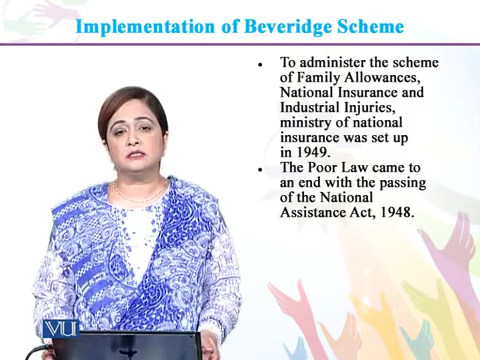 Implementation of Beveridge Scheme
• To administer the scheme
of Family Allowances,
National Insurance and
Industrial Injuries,
ministry of national
insurance was set up
in 1949.
• The Poor Law came to
an end with the passing
of the National
Assistance Act, 1948.
VU